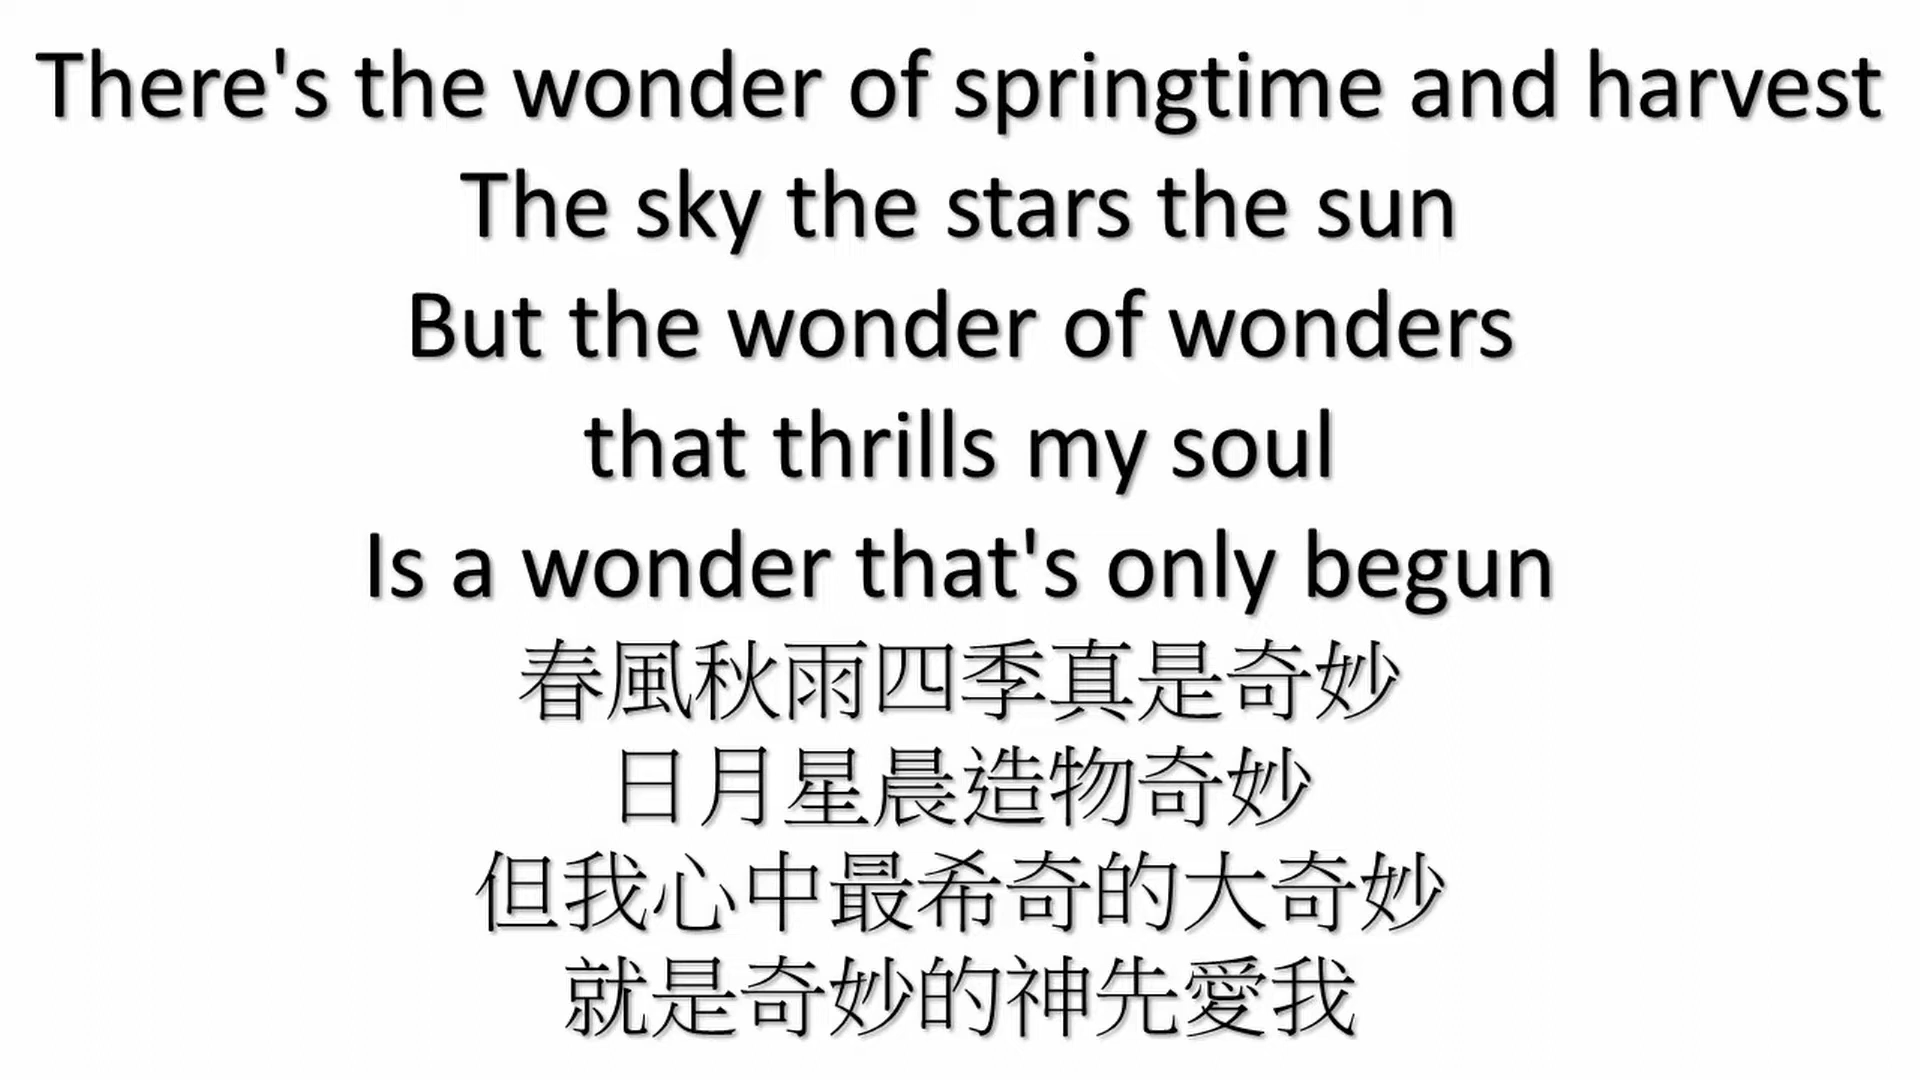 There's the wonder of springtime and harvest
The sky the stars the sun
But the wonder of wonders
that thrills my soul
Is a wonder that's only begun
春風秋雨四季真是奇妙
日月星晨造物奇妙
但我心中最希奇的大奇妙
就是奇妙的神先愛我